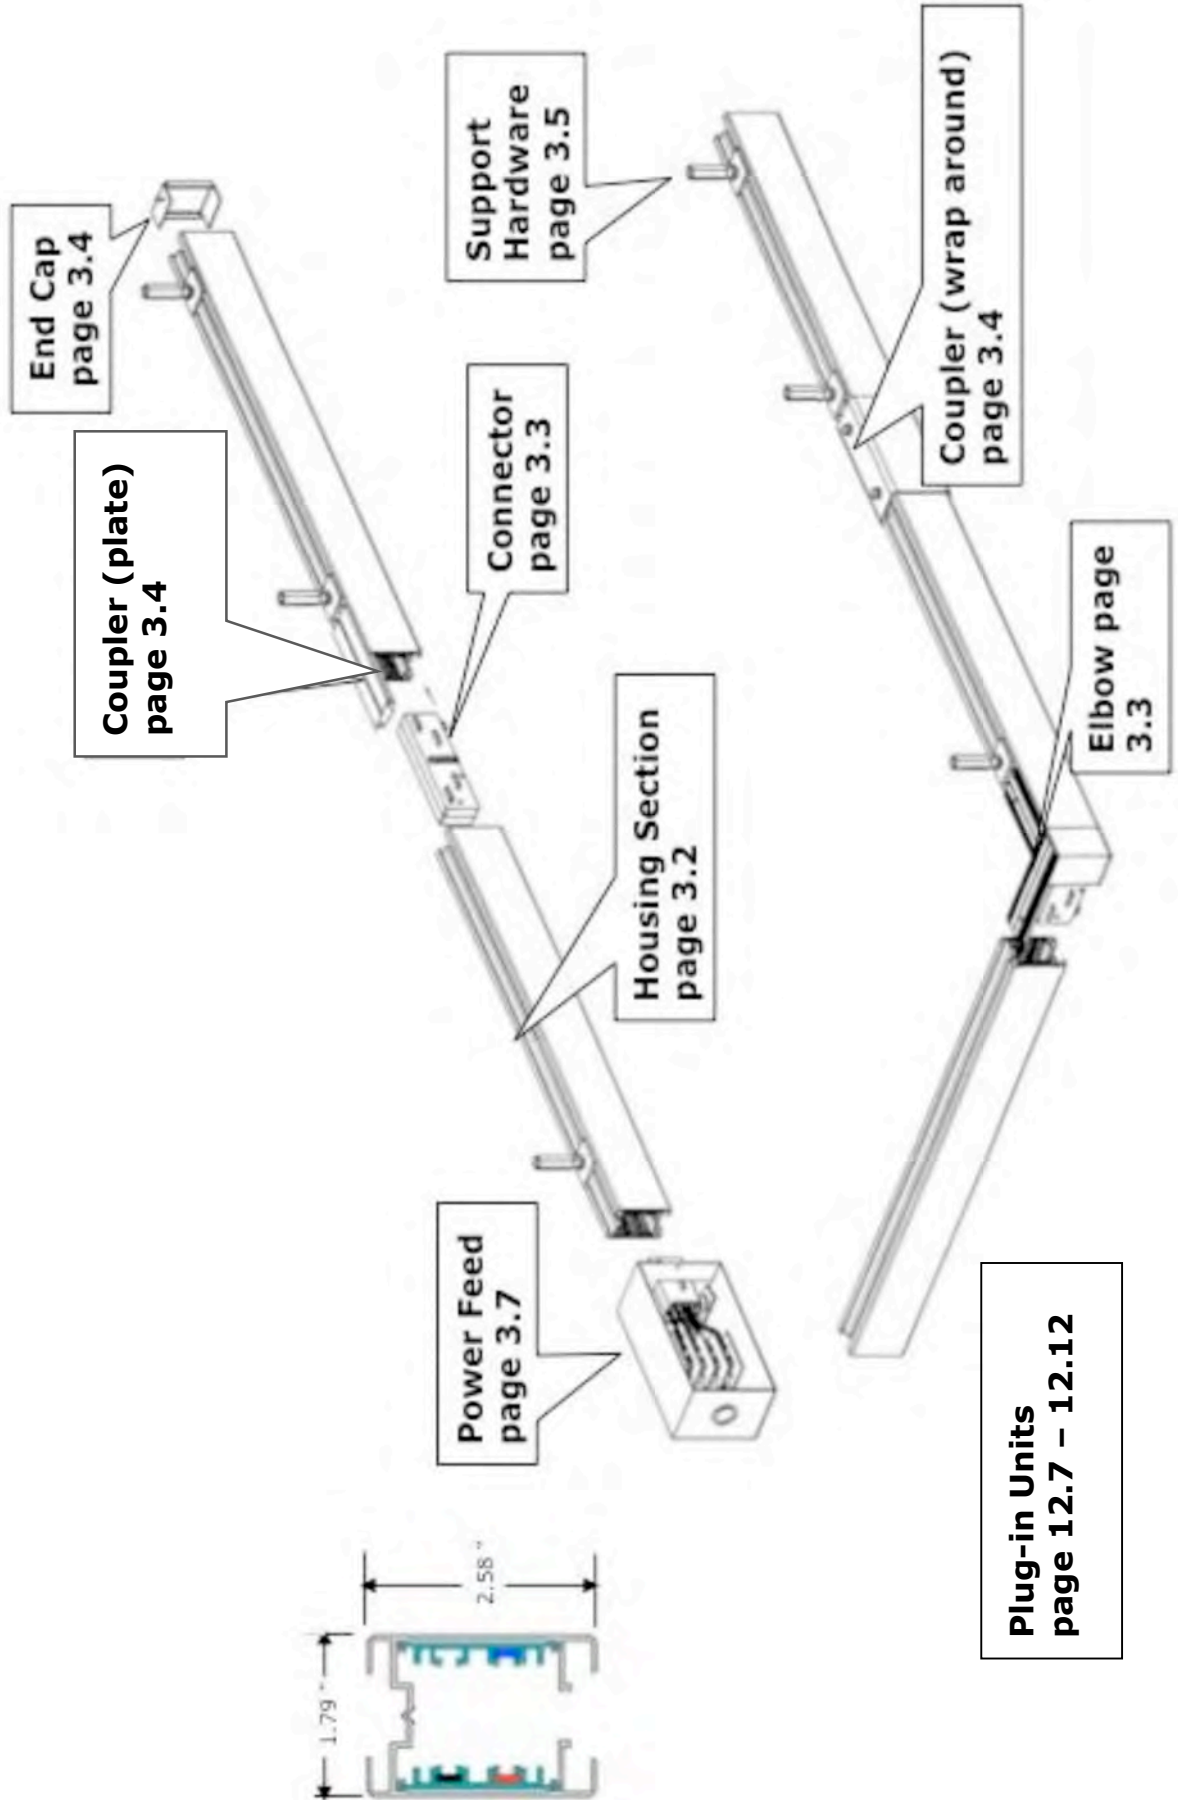 End Cap
page 3.4
Coupler (plate)
page 3.4
Support
Hardware
page 3.5
Connector
page 3.3
Coupler (wrap around)
page 3.4
Housing Section
page 3.2
Elbow page
3.3
Power Feed
page 3.7
Plug-in Units
page 12.7 – 12.12
1.79 "
2.58 "